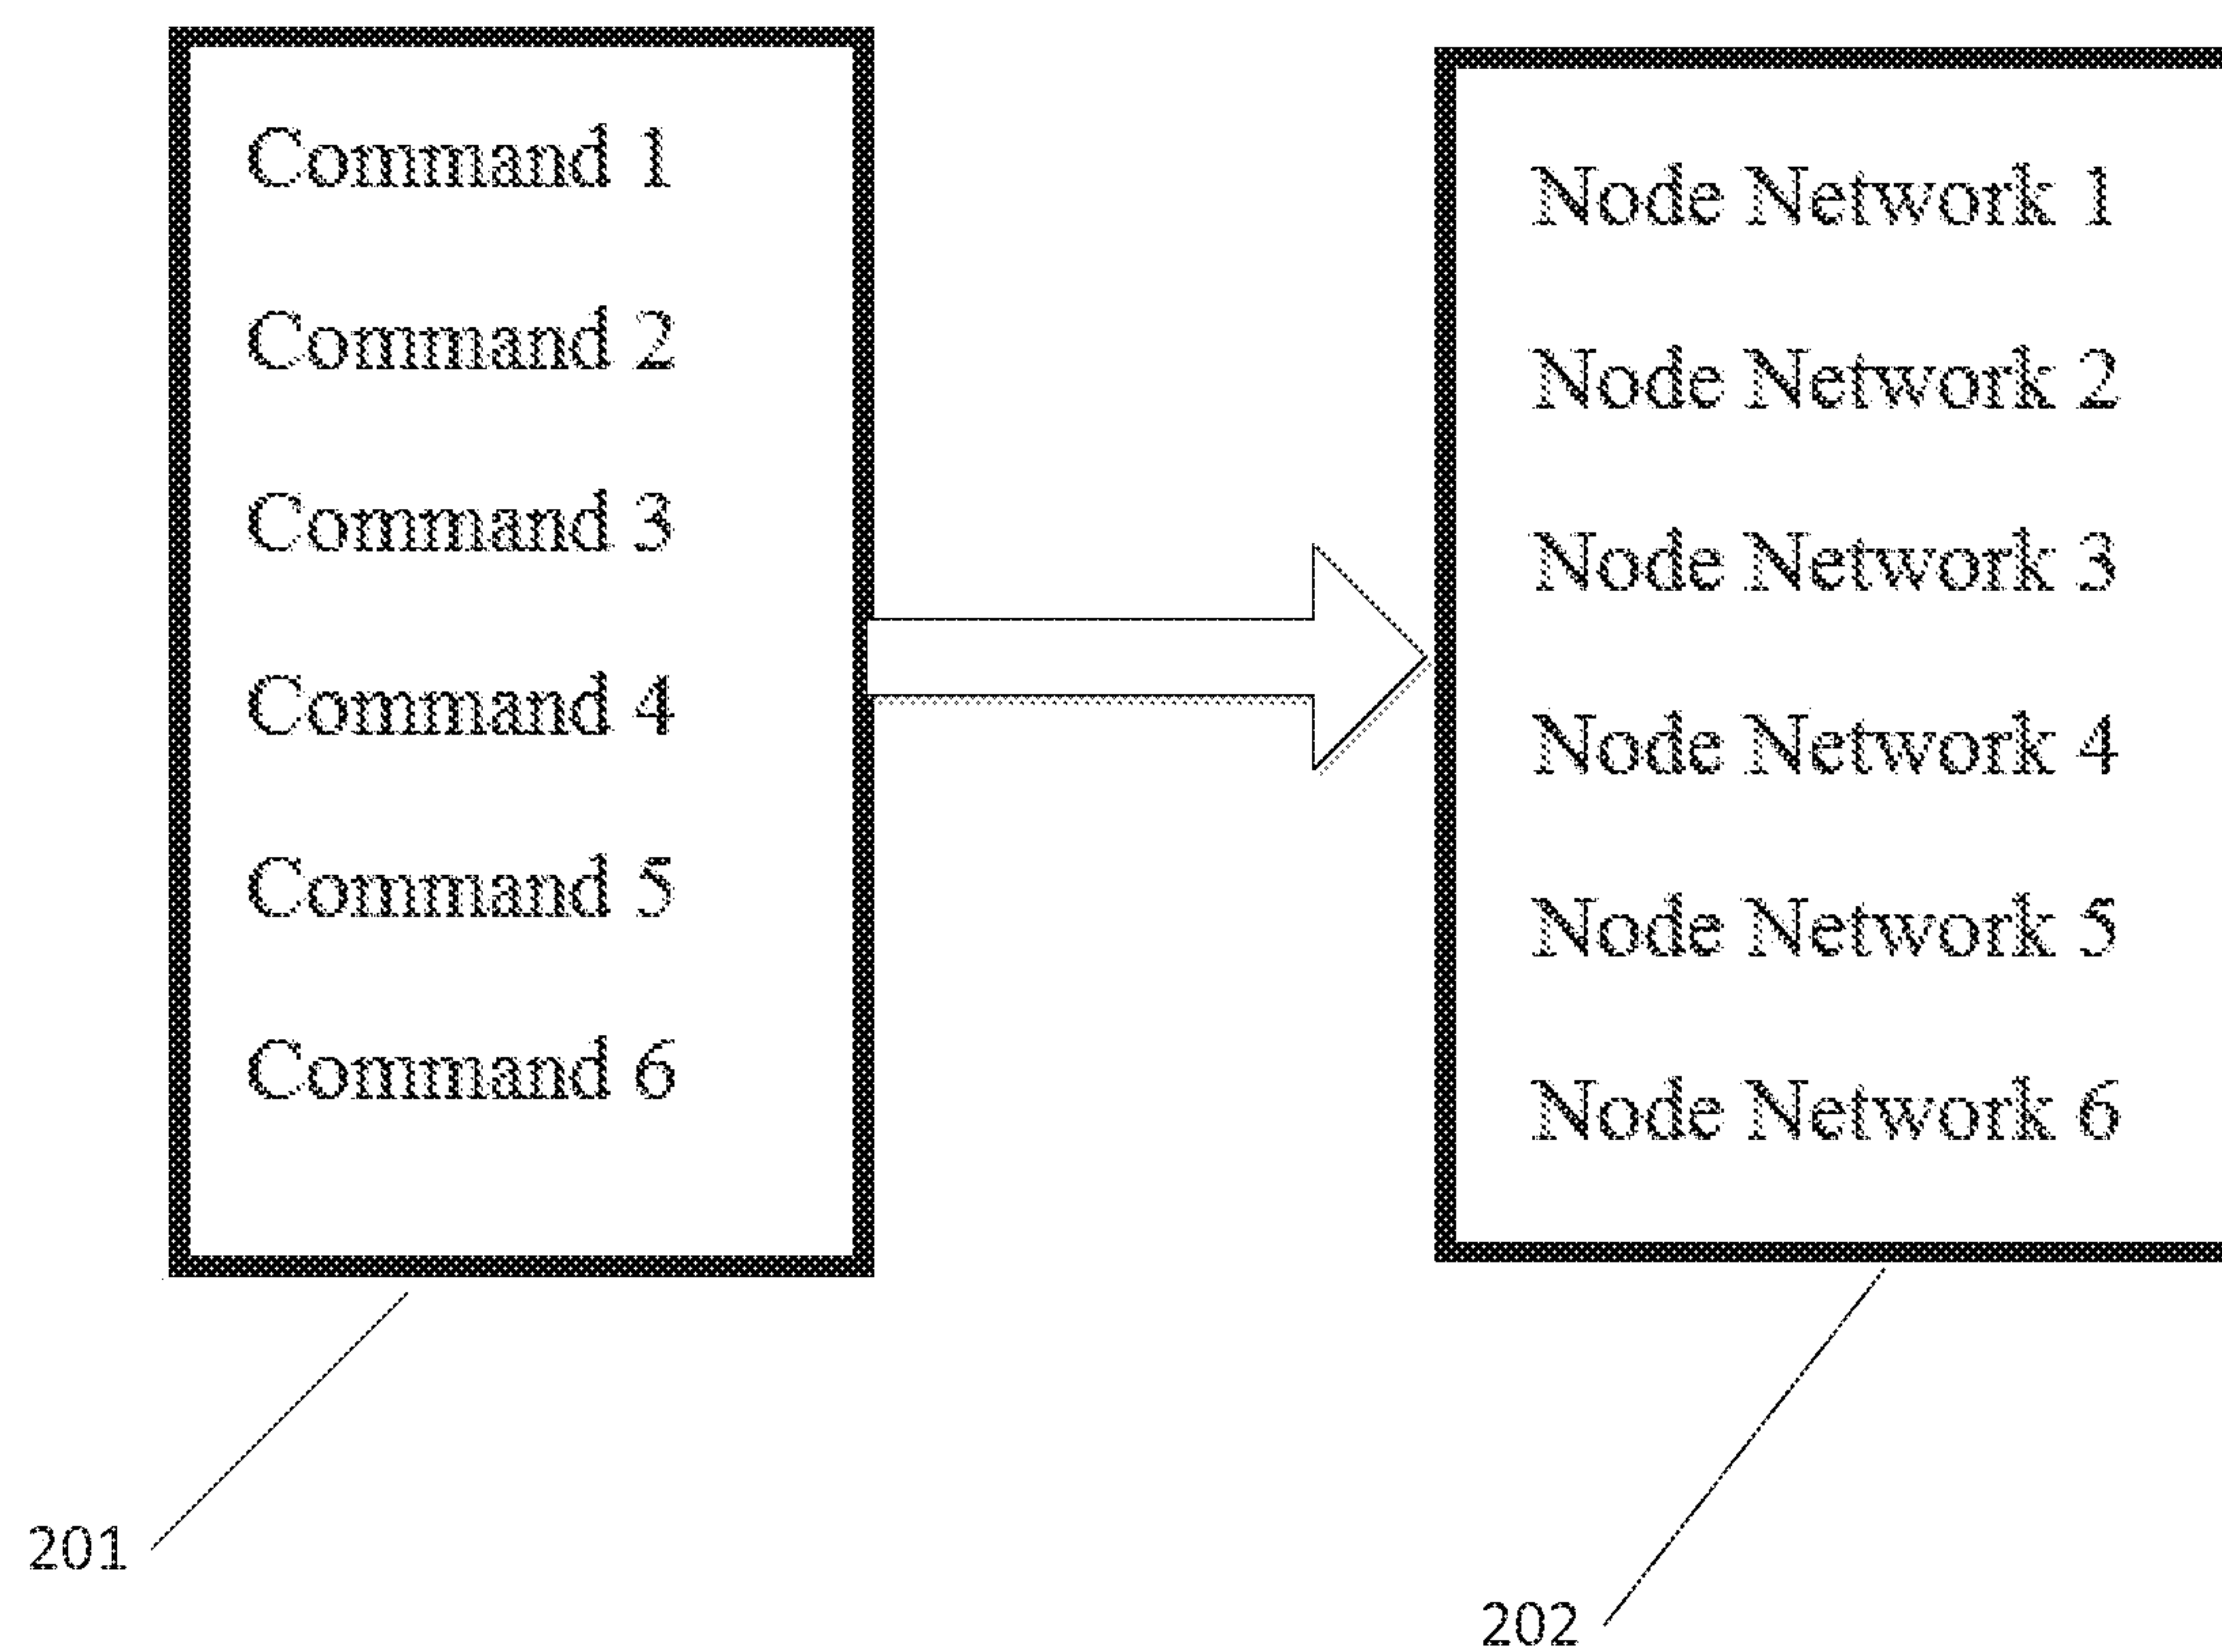 Command 1
Command 2
Command 3
Command 4
Command 5
Command 6
201
Node Network 1
Node Network 2
Node Network 3
Node Network 4
Node Network 5
Node Network 6
202